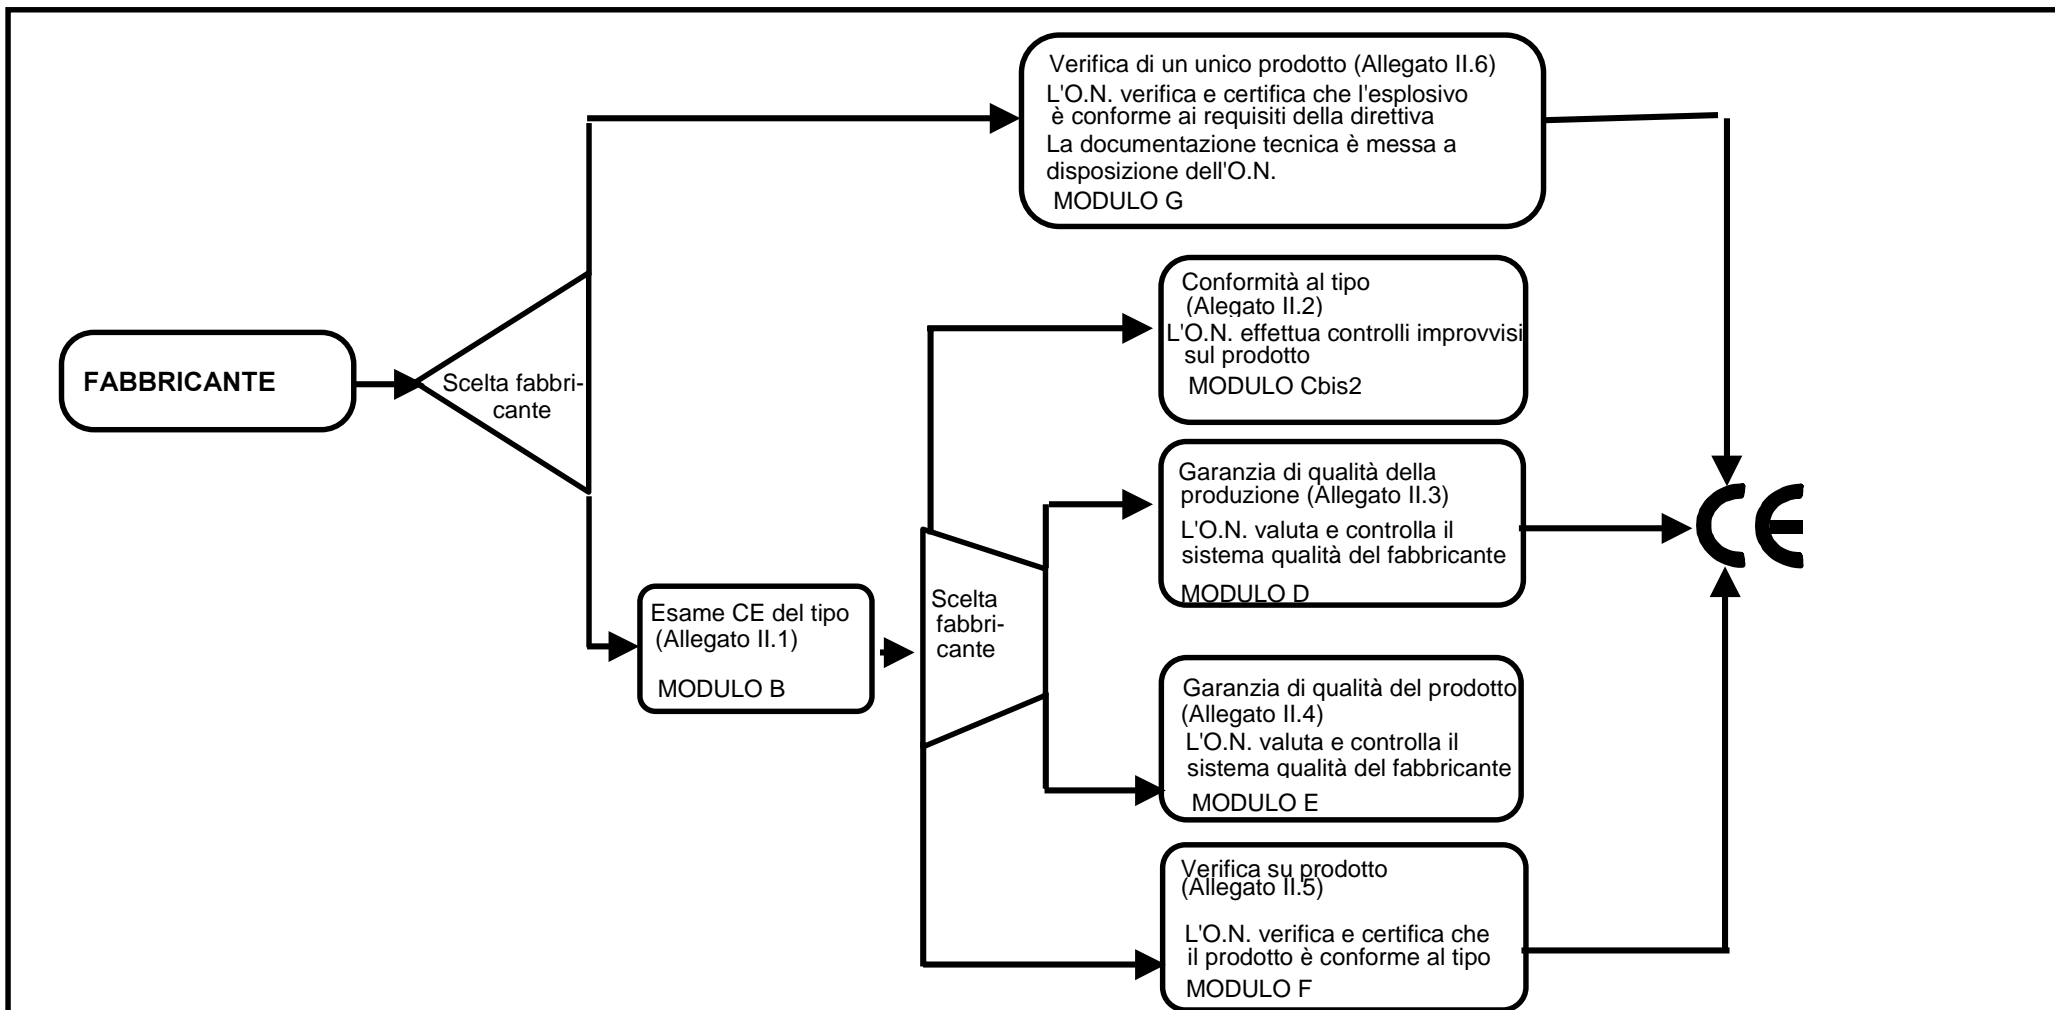 Verifica di un unico prodotto (Allegato II.6)
L'O.N. verifica e certifica che l'esplosivo
è conforme ai requisiti della direttiva
La documentazione tecnica è messa a
disposizione dell'O.N.
MODULO G
Conformità al tipo
(Alegato II.2)
L'O.N. effettua controlli improvvisi
sul prodotto
MODULO Cbis2
FABBRICANTE
Scelta fabbri-
cante
Garanzia di qualità della
produzione (Allegato II.3)
L'O.N. valuta e controlla il
sistema qualità del fabbricante
MODULO D
CE
Esame CE del tipo
(Allegato II.1)
MODULO B
Scelta
fabbri-
cante
Garanzia di qualità del prodotto
(Allegato II.4)
L'O.N. valuta e controlla il
sistema qualità del fabbricante
MODULO E
Verifica su prodotto
(Allegato II.5)
L'O.N. verifica e certifica che
il prodotto è conforme al tipo
MODULO F